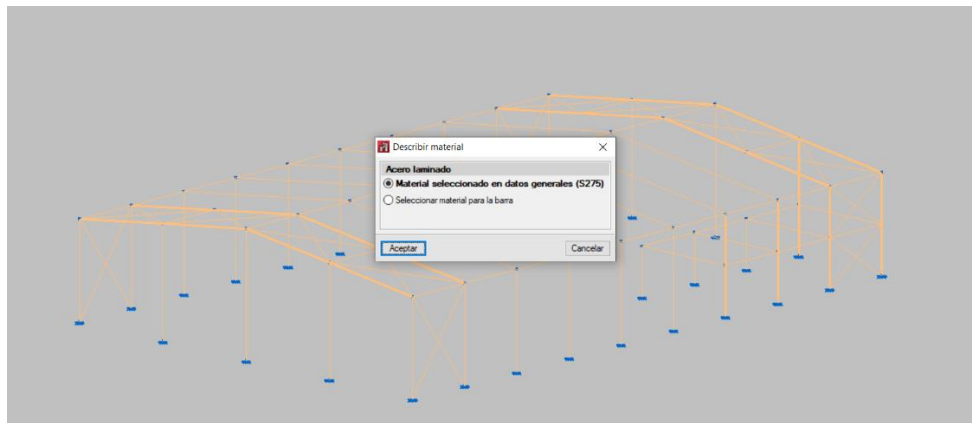 Describir material
Acero laminado
Material seleccionado en datos generales (S275)
Seleccionar material para la barra
Aceptar
Cancelar